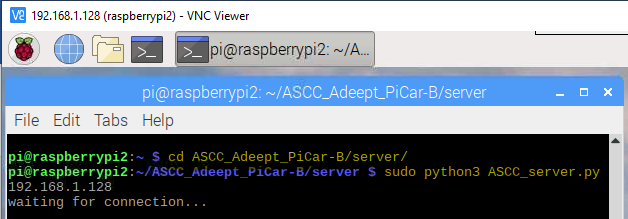 192.168.1.128 (raspberrypi2) - VNC Viewer
pi@raspberrypi2: ~/A...
pi@raspberrypi2: ~/ASCC_Adeept_PiCar-B/server
File Edit Tabs Help
pi@raspberrypi2:~ $ cd ASCC_Adeept_PiCar-B/server/
pi@raspberrypi2:~/ASCC_Adeept_PiCar-B/server $ sudo python3 ASCC_server.py
192.168.1.128
waiting for connection...